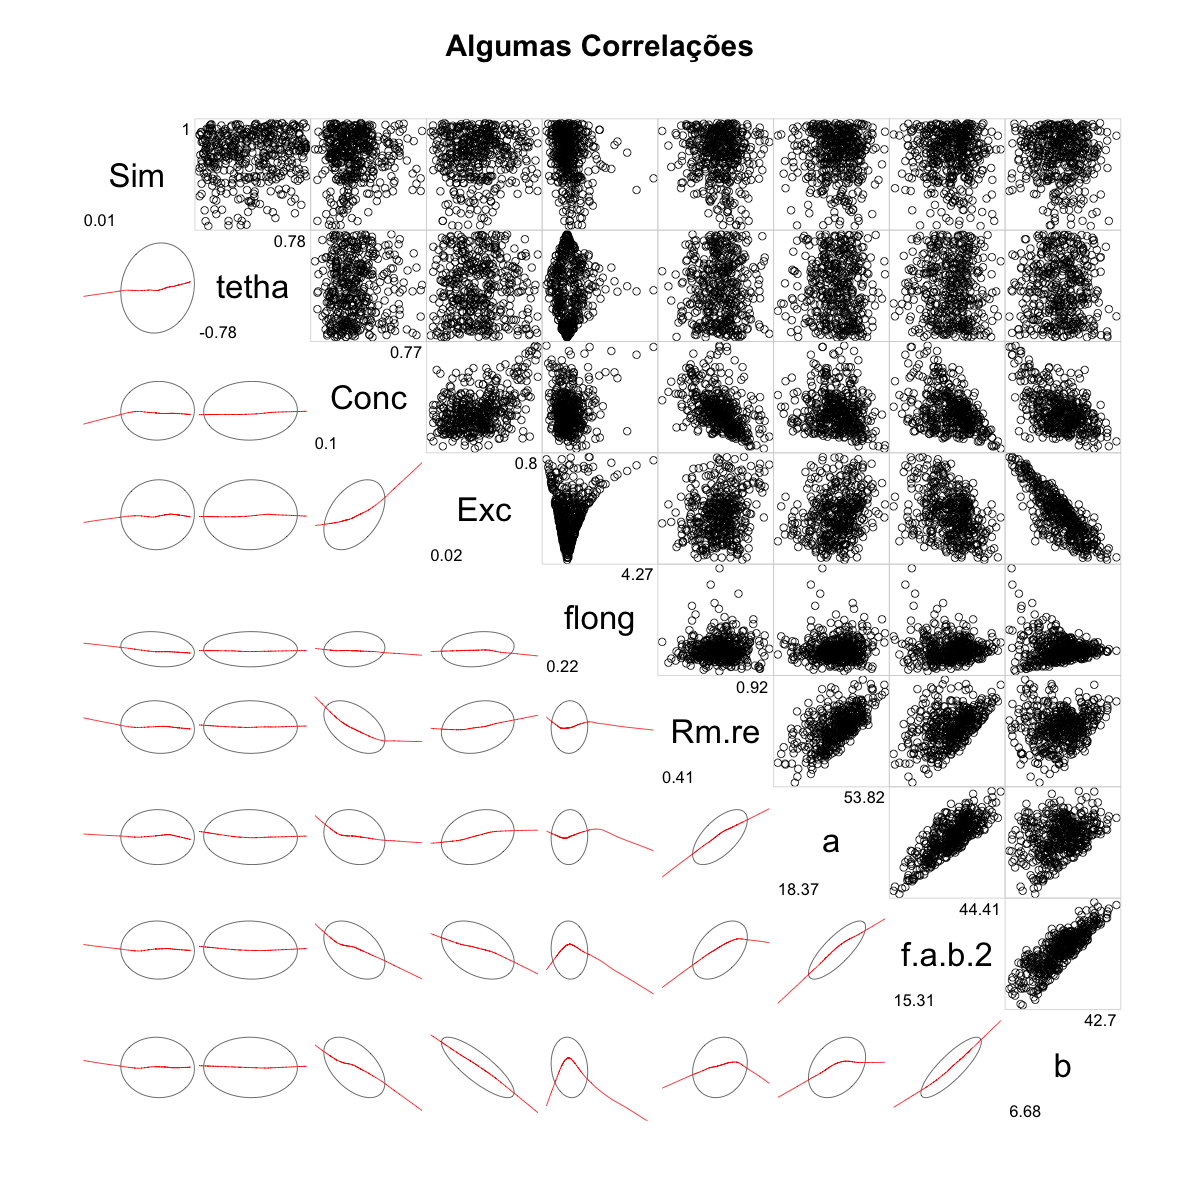 Algumas Correlações
1
Sim
0.01
0.78
tetha
-0.78
0.77
Conc
0.1
0.8
Exc
0.02
4.27
flong
0.22
0.92
Rm.re
0.41
53.82
a
18.37
44.41
f.a.b.2
15.31
42.7
b
6.68